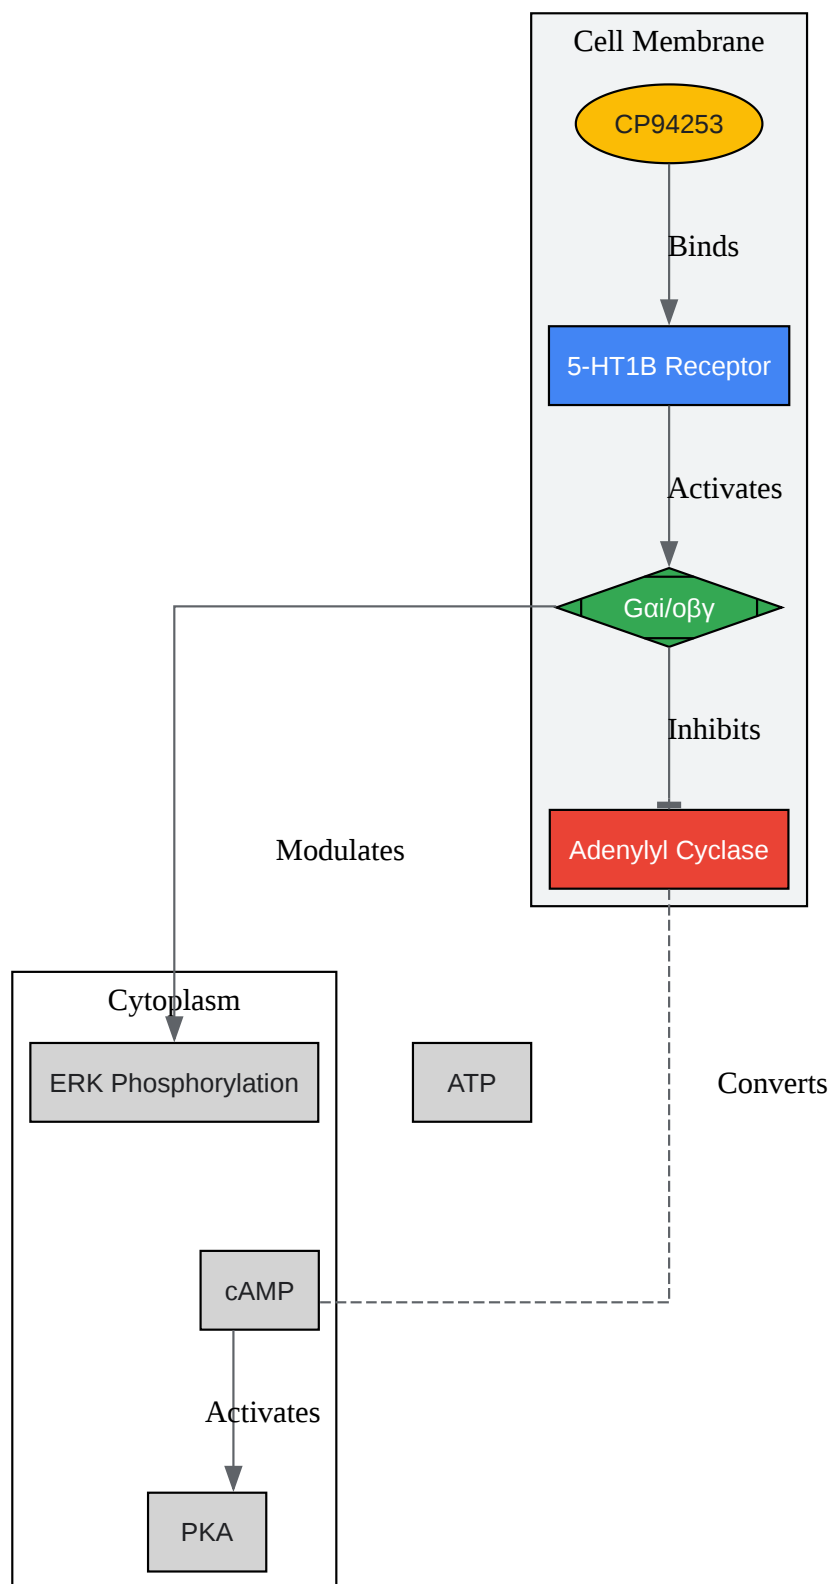 Cell Membrane
CP94253
Binds
5-HT1B Receptor
Activates
Gαi/oβγ
Inhibits
Adenylyl Cyclase
Modulates
Cytoplasm
ERK Phosphorylation
ATP
Converts
cAMP
Activates
PKA